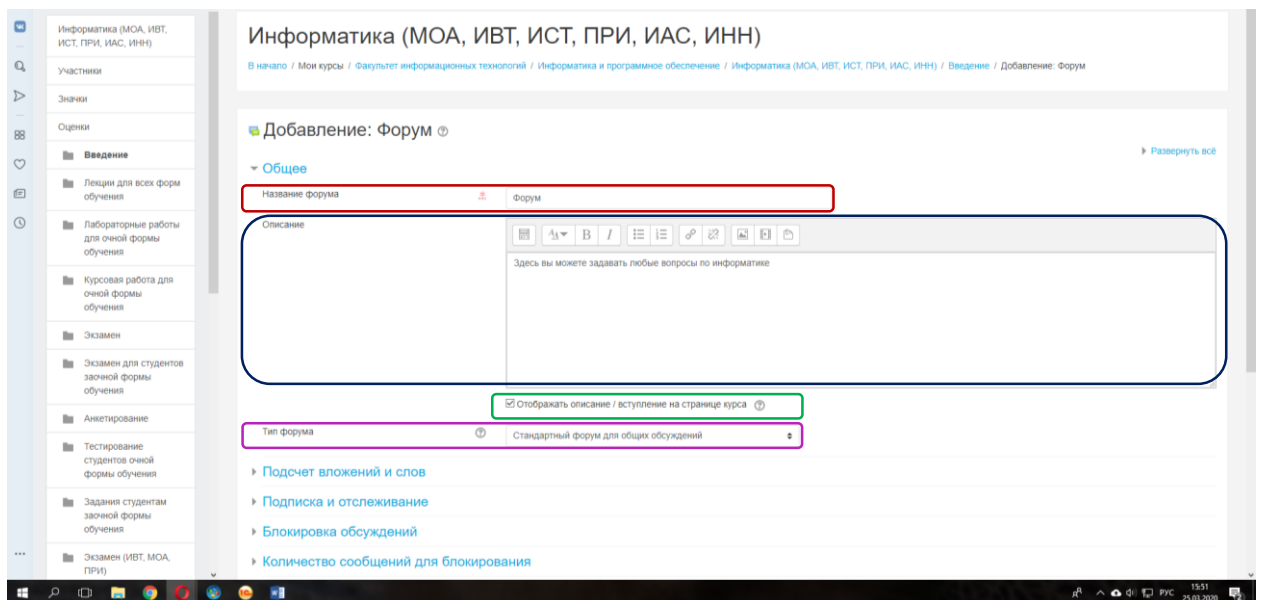 Информатика (МОА, ИВТ,
ИСТ, ПРИ, ИАС, ИНН)
Участники
Значки
Оценки
Введение
Лекции для всех форм
обучения
Лабораторные работы
для очной формы
обучения
Курсовая работа для
очной формы
обучения
Экзамен
Экзамен для студентов
заочной формы
обучения
Анкетирование
Тестирование
студентов очной
формы обучения
Задания студентам
заочной формы
обучения
Экзамен (ИВТ, МОА,
ПРИ)
Информатика (МОА, ИВТ, ИСТ, ПРИ, ИАС, ИНН)
В начало / Мои курсы / Факультет информационных технологий / Информатика и программное обеспечение / Информатика (МОА, ИВТ, ИСТ, ПРИ, ИАС, ИНН) / Введение / Добавление: Форум
Добавление: Форум
Развернуть всё
Общее
Название форума
Форум
Описание
B I
Здесь вы можете задавать любые вопросы по информатике
Отображать описание / вступление на странице курса
Тип форума
Стандартный форум для общих обсуждений
Подсчет вложений и слов
Подписка и отслеживание
Блокировка обсуждений
Количество сообщений для блокирования
РУС
15:51
25.03.2020